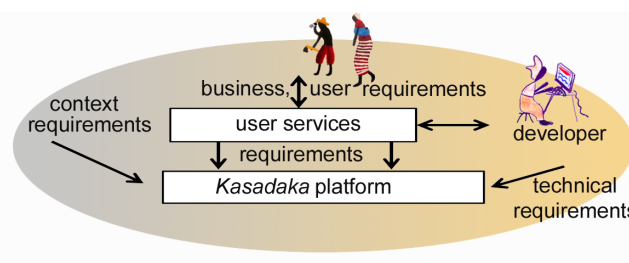 business, user requirements
context
requirements
user services
developer
requirements
Kasadaka platform
technical
requirements